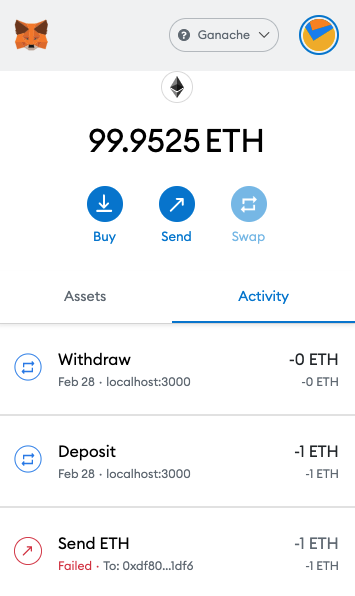 Ganache
99.9525 ETH
Buy Send Swap
Assets Activity
Withdraw -0 ETH
Feb 28 · localhost:3000 -0 ETH
Deposit -1 ETH
Feb 28 · localhost:3000 -1 ETH
Send ETH -1 ETH
Failed · To: 0xdf80...1df6 -1 ETH